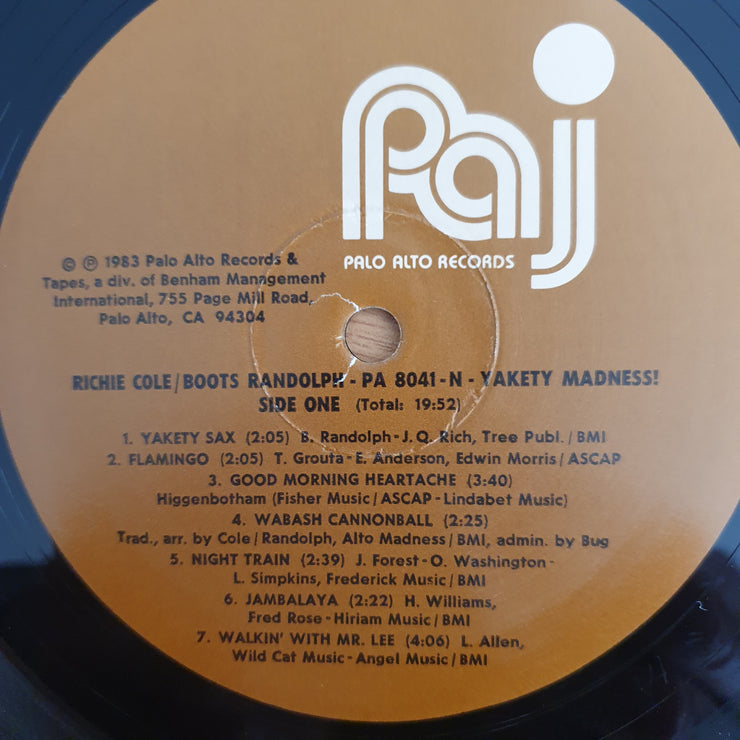 Paj
PALO ALTO RECORDS
© ℗ 1983 Palo Alto Records &
Tapes, a div. of Benham Management
International, 755 Page Mill Road,
Palo Alto, CA 94304
RICHIE COLE/BOOTS RANDOLPH - PA 8041-N - YAKETY MADNESS!
SIDE ONE (Total: 19:52)
1. YAKETY SAX (2:05) B. Randolph-J. Q. Rich, Tree Publ./BMI
2. FLAMINGO (2:05) T. Grouta-E. Anderson, Edwin Morris/ASCAP
3. GOOD MORNING HEARTACHE (3:40)
Higgenbotham (Fisher Music/ASCAP-Lindabet Music)
4. WABASH CANNONBALL (2:25)
Trad., arr. by Cole/Randolph, Alto Madness/BMI, admin. by Bug
5. NIGHT TRAIN (2:39) J. Forest-O. Washington-
L. Simpkins, Frederick Music/BMI
6. JAMBALAYA (2:22) H. Williams,
Fred Rose-Hiriam Music/BMI
7. WALKIN' WITH MR. LEE (4:06) L. Allen,
Wild Cat Music-Angel Music/BMI